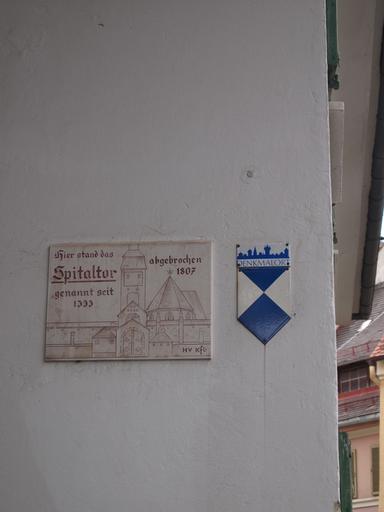 Hier stand das
Spitaltor
genannt seit
1333
abgebrochen
1807
HV Kfb.
DENKMALORT